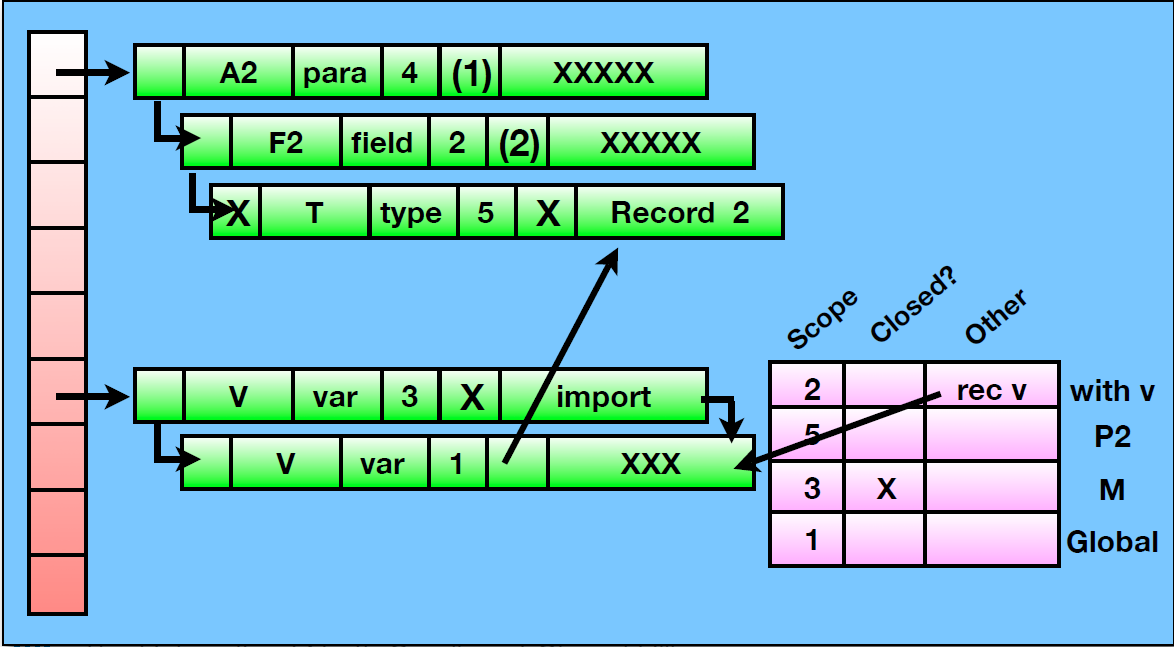 A2 para 4 (1) XXXXX
F2 field 2 (2) XXXXX
X T type 5 X Record 2
Scope Closed? Other
V var 3 X import
V var 1 XXX
2 rec v with v
5 P2
3 X M
1 Global